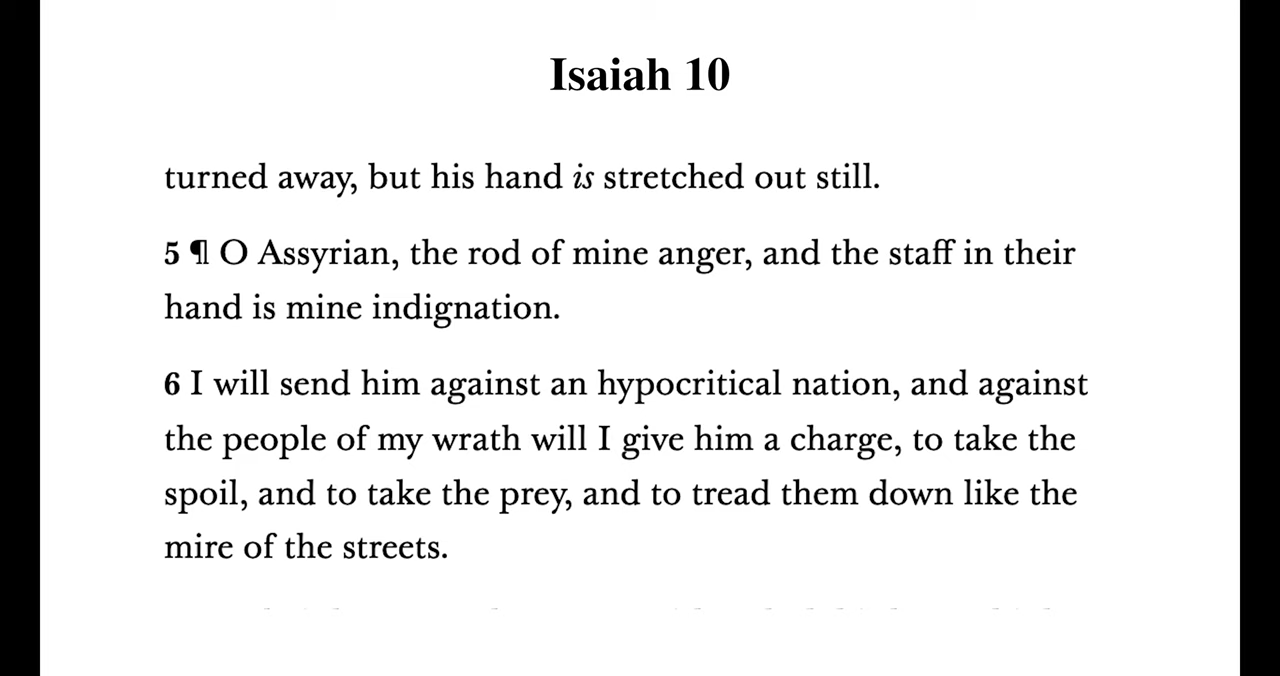 Isaiah 10
turned away, but his hand is stretched out still.
5 ¶ O Assyrian, the rod of mine anger, and the staff in their
hand is mine indignation.
6 I will send him against an hypocritical nation, and against
the people of my wrath will I give him a charge, to take the
spoil, and to take the prey, and to tread them down like the
mire of the streets.